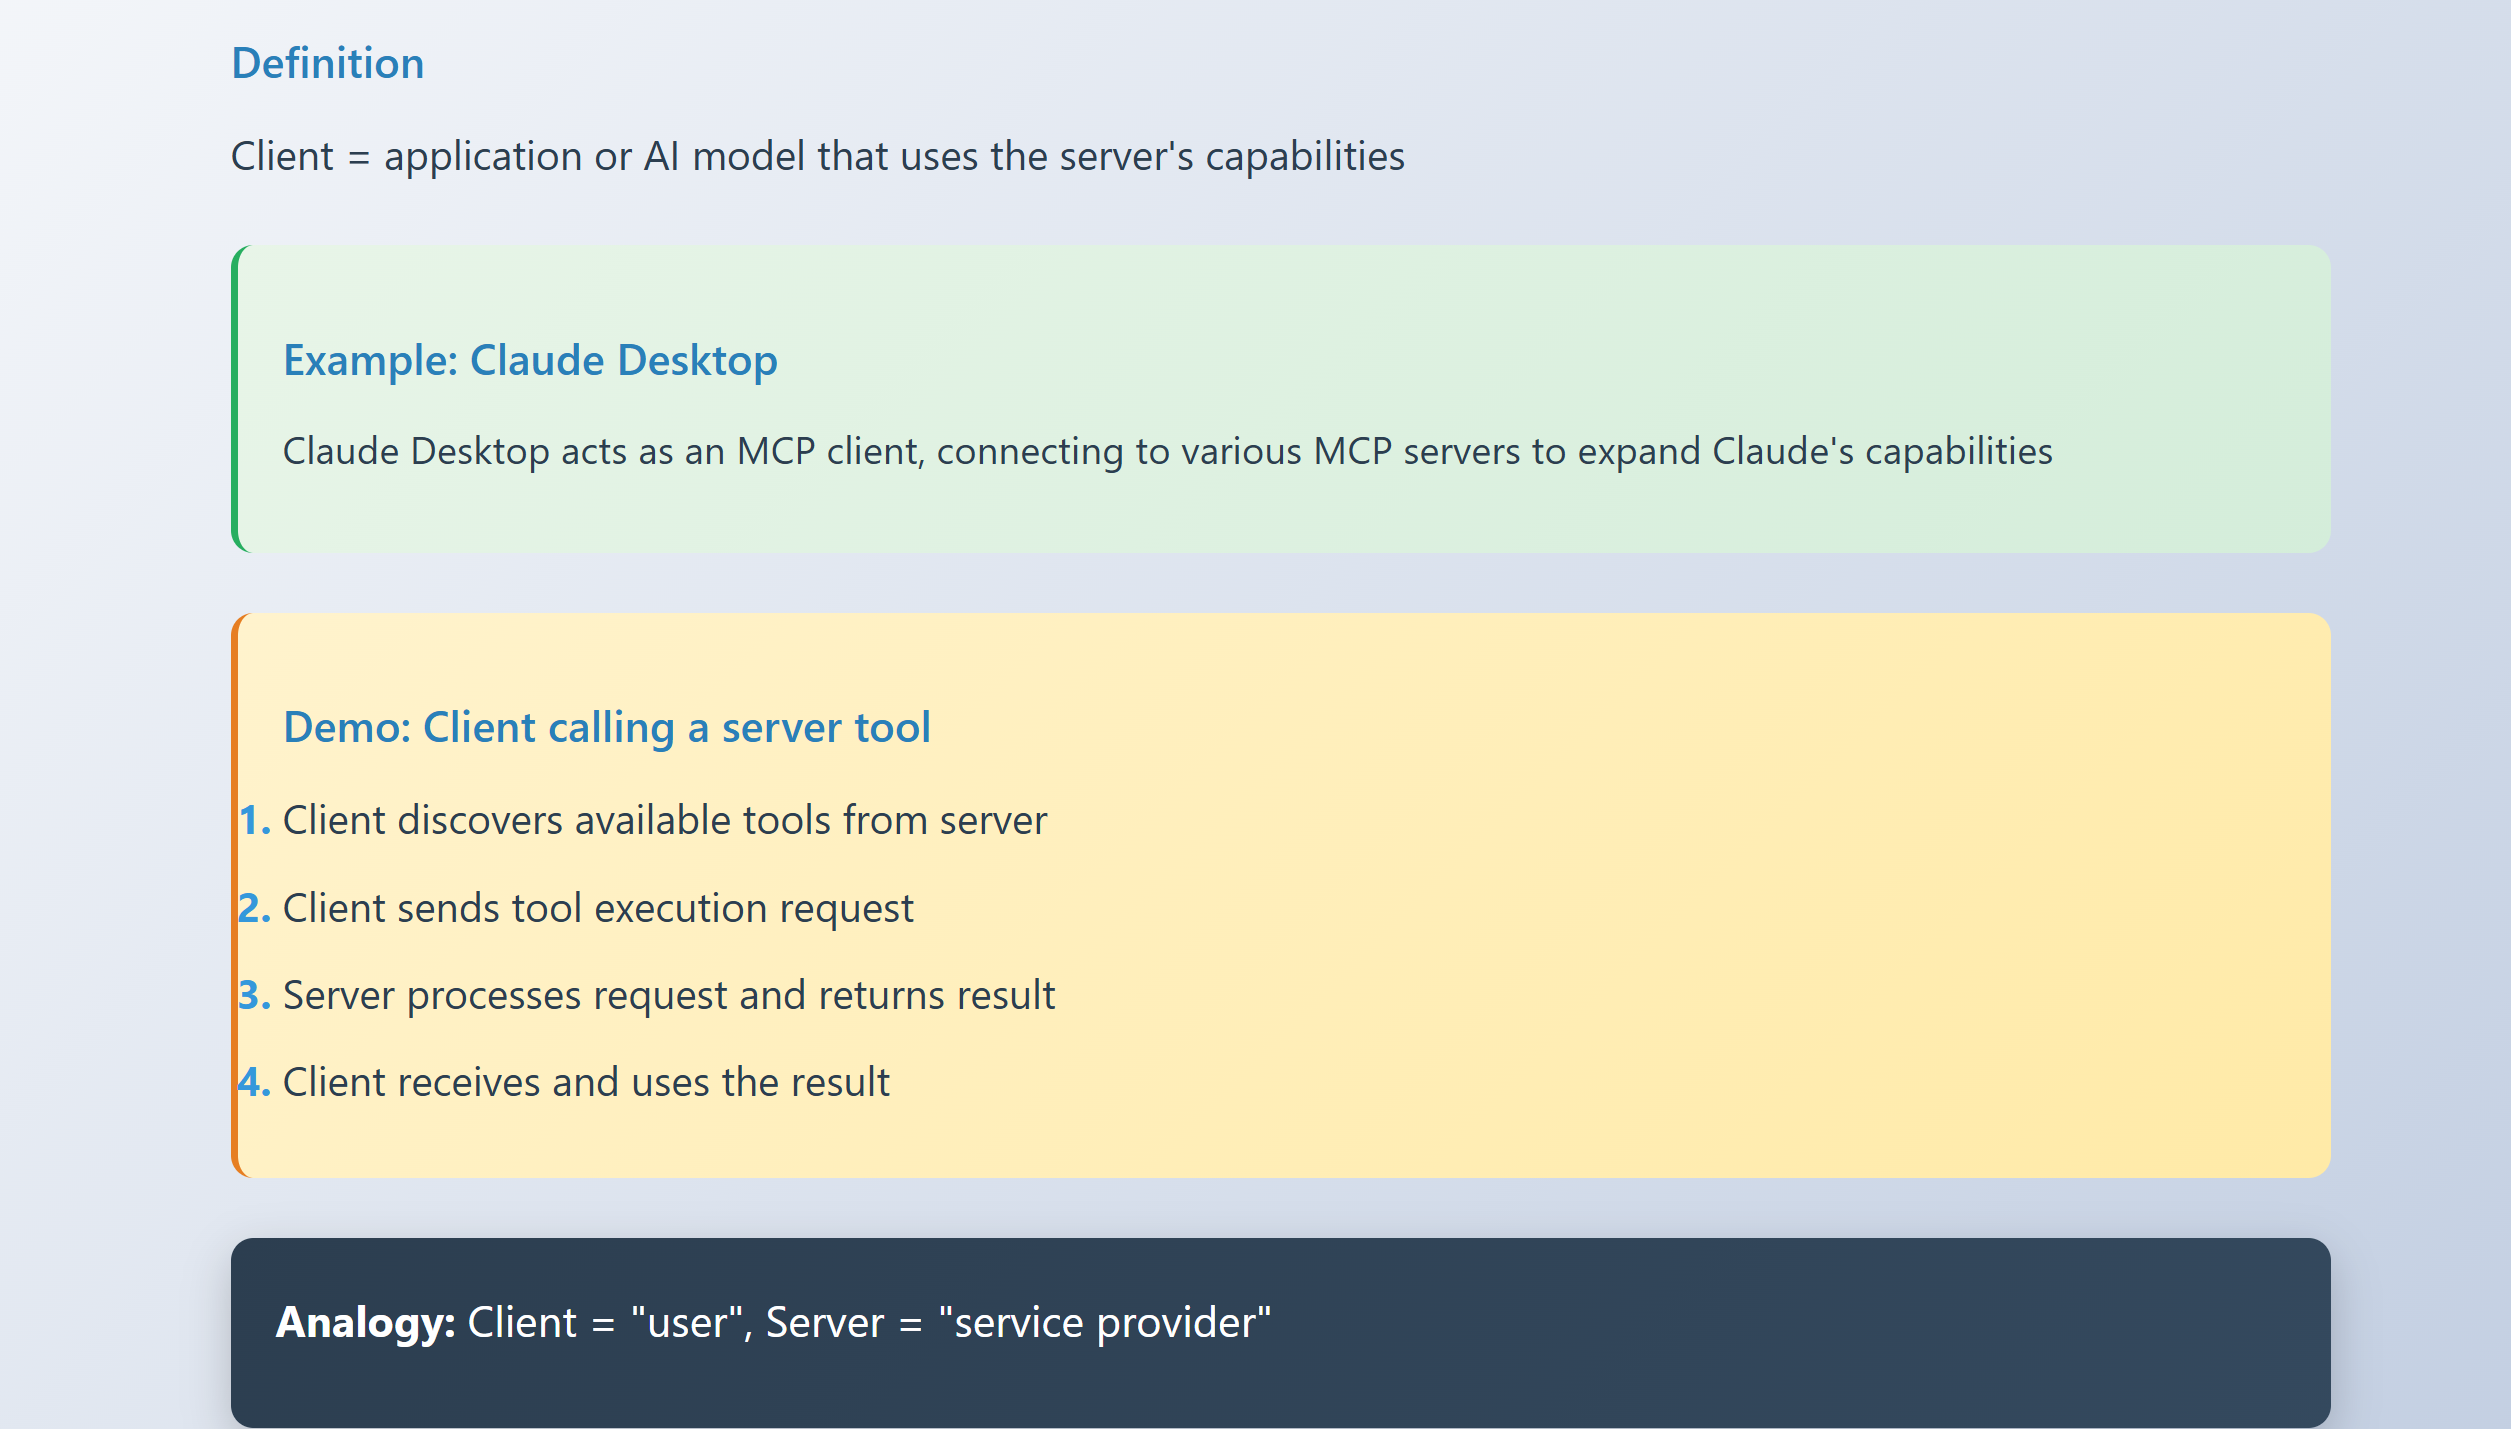 Definition
Client = application or AI model that uses the server's capabilities
Example: Claude Desktop
Claude Desktop acts as an MCP client, connecting to various MCP servers to expand Claude's capabilities
Demo: Client calling a server tool
1. Client discovers available tools from server
2. Client sends tool execution request
3. Server processes request and returns result
4. Client receives and uses the result
Analogy: Client = "user", Server = "service provider"